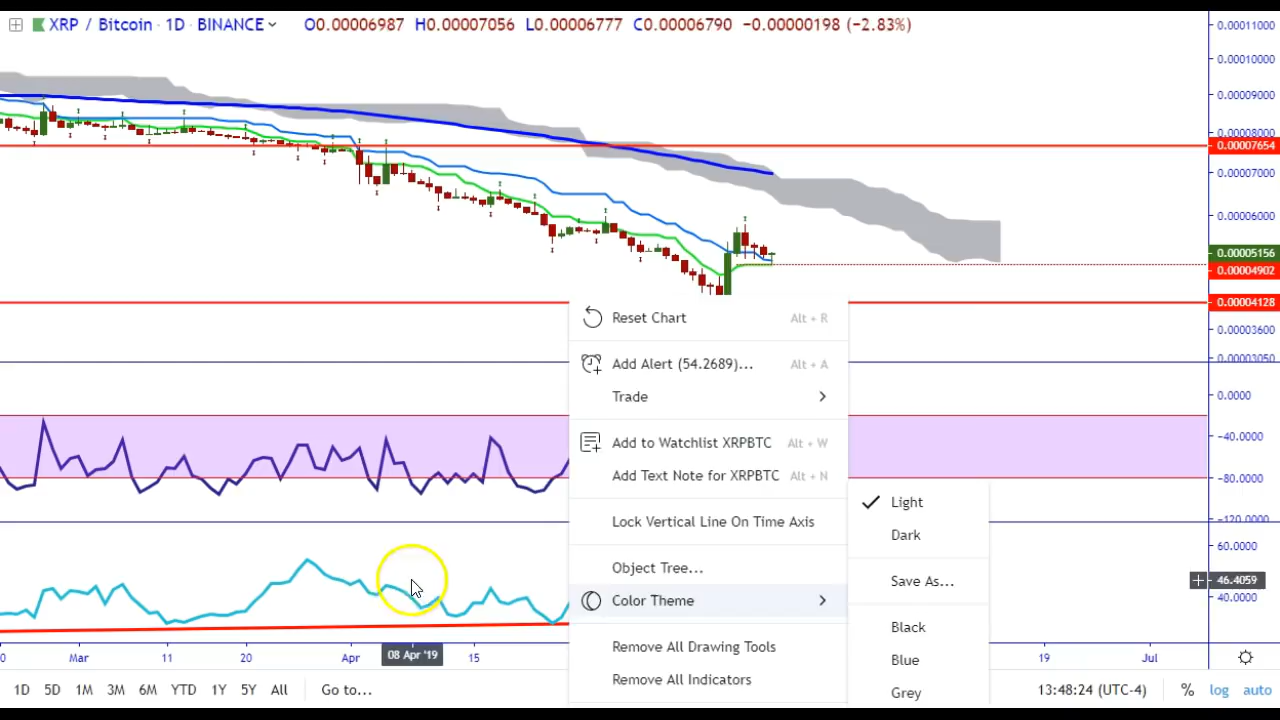 XRP / Bitcoin · 1D · BINANCE O0.00006987 H0.00007056 L0.00006777 C0.00006790 −0.00000198 (−2.83%)
0.00011000
0.00010000
0.00009000
0.00008000
0.00007654
0.00007000
0.00006000
0.00005156
0.00004902
0.00004128
0.00003600
0.00003050
Reset Chart Alt + R
Add Alert (54.2689)... Alt + A
Trade
Add to Watchlist XRPBTC Alt + W
Add Text Note for XRPBTC Alt + N
Lock Vertical Line On Time Axis
Object Tree...
Color Theme
Remove All Drawing Tools
Remove All Indicators
Light
Dark
Save As...
Black
Blue
Grey
0.0000
−40.0000
−80.0000
−120.0000
60.0000
46.4059
40.0000
0 Mar 11 20 Apr 08 Apr '19 15 19 Jul
1D 5D 1M 3M 6M YTD 1Y 5Y All Go to... 13:48:24 (UTC-4) % log auto